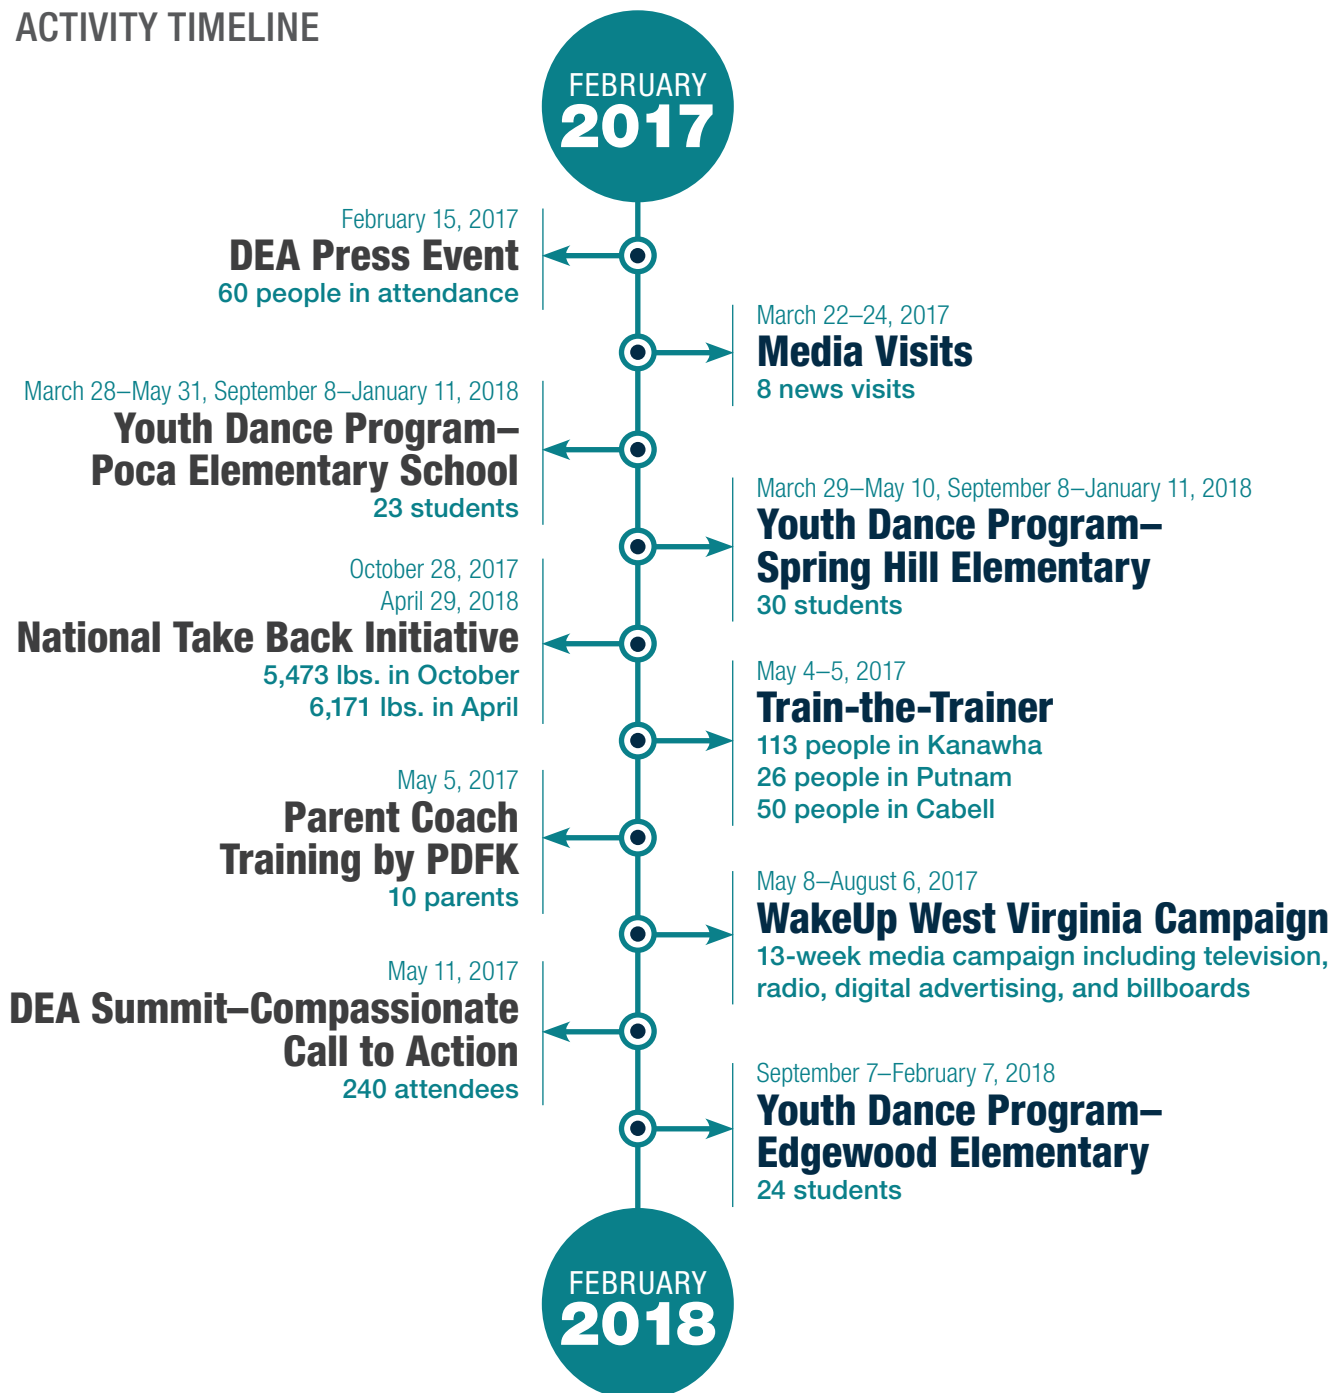 ACTIVITY TIMELINE
FEBRUARY
2017
February 15, 2017
DEA Press Event
60 people in attendance
March 22–24, 2017
Media Visits
8 news visits
March 28–May 31, September 8–January 11, 2018
Youth Dance Program–
Poca Elementary School
23 students
March 29–May 10, September 8–January 11, 2018
Youth Dance Program–
Spring Hill Elementary
30 students
October 28, 2017
April 29, 2018
National Take Back Initiative
5,473 lbs. in October
6,171 lbs. in April
May 4–5, 2017
Train-the-Trainer
113 people in Kanawha
26 people in Putnam
50 people in Cabell
May 5, 2017
Parent Coach
Training by PDFK
10 parents
May 8–August 6, 2017
WakeUp West Virginia Campaign
13-week media campaign including television,
radio, digital advertising, and billboards
May 11, 2017
DEA Summit–Compassionate
Call to Action
240 attendees
September 7–February 7, 2018
Youth Dance Program–
Edgewood Elementary
24 students
FEBRUARY
2018